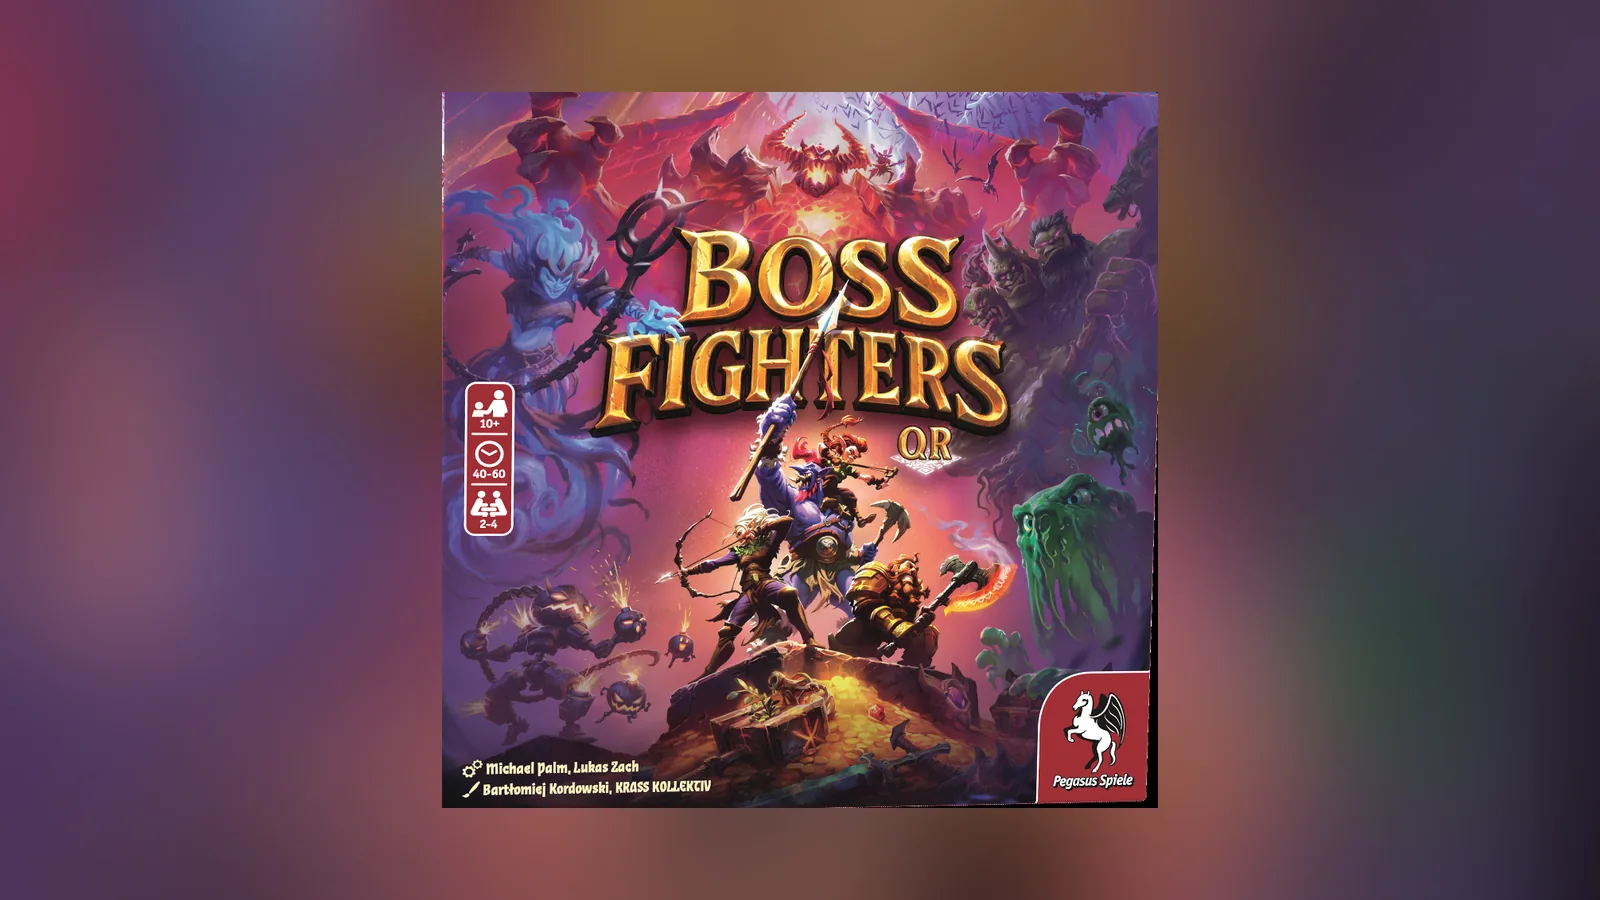 BOSS
FIGHTERS
QR
10+
40-60
2-4
Michael Palm, Lukas Zach
Bartłomiej Kordowski, KRASS KOLLEKTIV
Pegasus Spiele